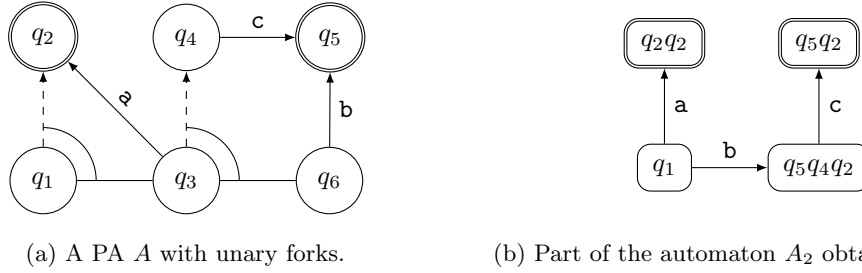 q₂ q₄ c q₅ q₂q₂ q₅q₂
a b a c
q₁ q₃ q₆ q₁ b q₅q₄q₂
(a) A PA A with unary forks. (b) Part of the automaton A₂ obta